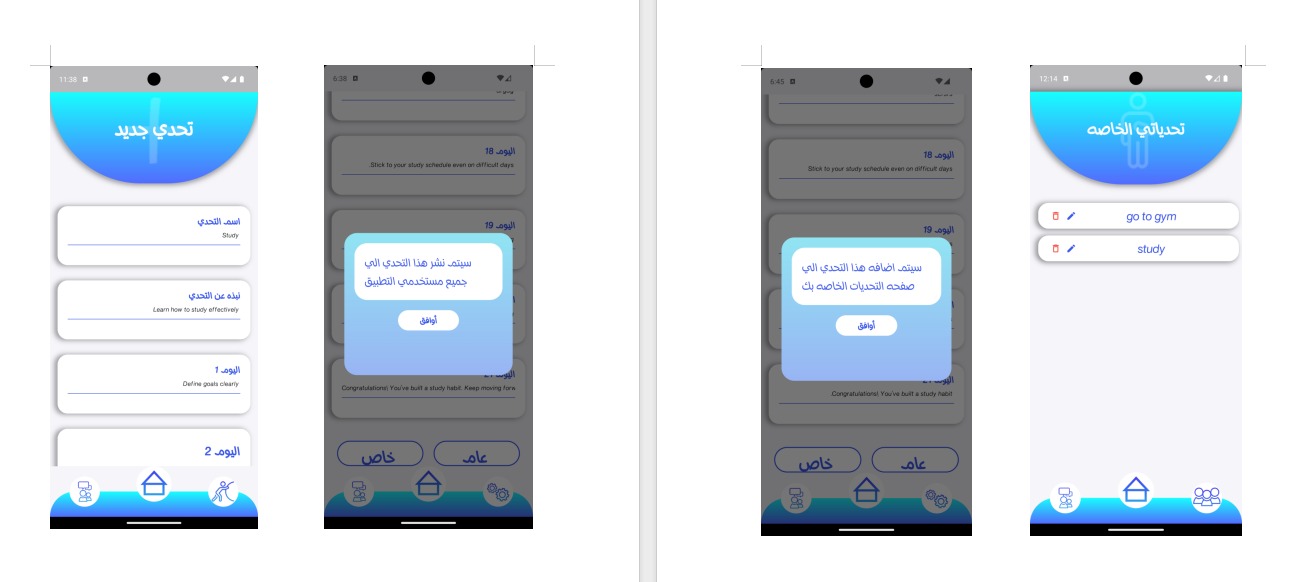 11:38
تحدي جديد
اسم التحدي
Study
نبذه عن التحدي
Learn how to study effectively
اليوم 1
Define goals clearly
اليوم 2
6:38
اليوم 18
Stick to your study schedule even on difficult days.
اليوم 19
سيتم نشر هذا التحدي الي
جميع مستخدمي التطبيق
أوافق
اليوم 21
Congratulations! You've built a study habit. Keep moving forw
خاص
عام
6:45
اليوم 18
Stick to your study schedule even on difficult days.
اليوم 19
سيتم اضافه هذا التحدي الي
صفحه التحديات الخاصه بك
أوافق
اليوم 21
Congratulations! You've built a study habit.
خاص
عام
12:14
تحدياتي الخاصه
go to gym
study